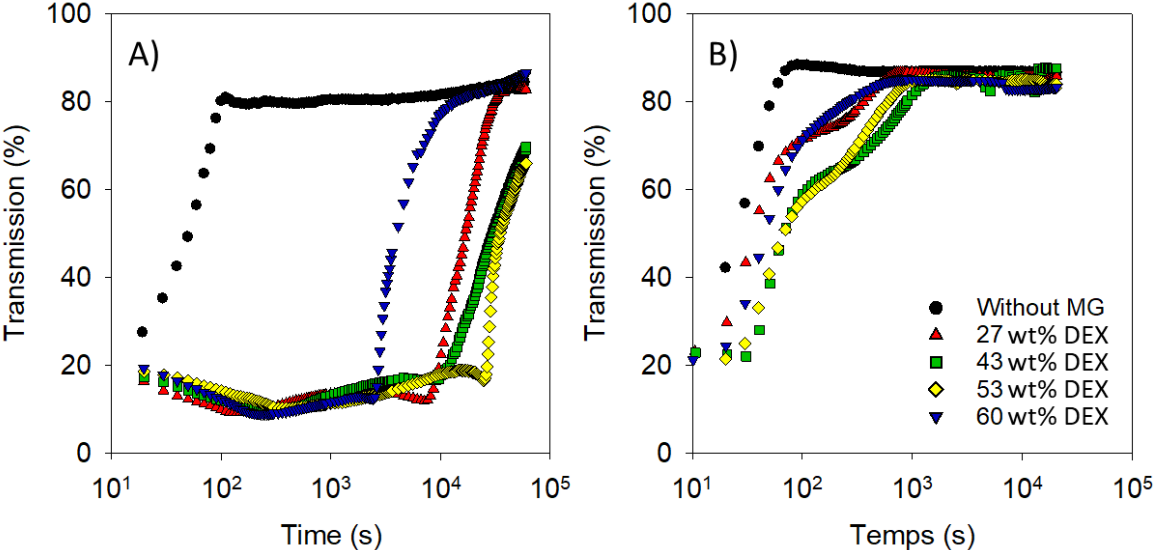 A)
Transmission (%)
100
80
60
40
20
0
10¹ 10² 10³ 10⁴ 10⁵
Time (s)
B)
Transmission (%)
100
80
60
40
20
0
10¹ 10² 10³ 10⁴ 10⁵
Temps (s)
Without MG
27 wt% DEX
43 wt% DEX
53 wt% DEX
60 wt% DEX